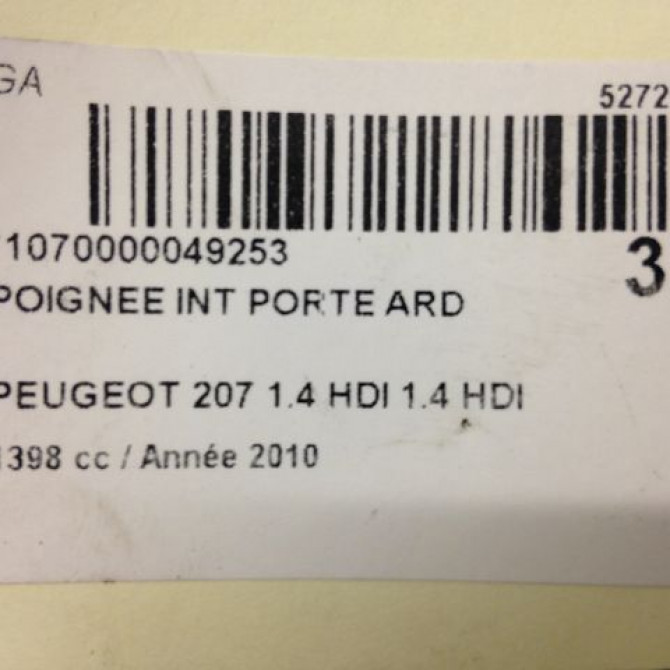 GA
5272
1070000049253
3
POIGNEE INT PORTE ARD
PEUGEOT 207 1.4 HDI 1.4 HDI
1398 cc / Année 2010